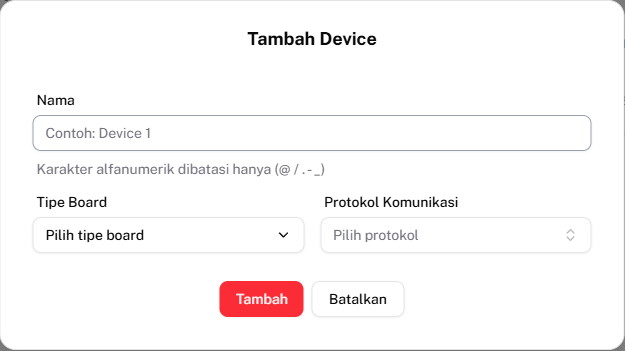 Tambah Device
Nama
Contoh: Device 1
Karakter alfanumerik dibatasi hanya (@ / . - _)
Tipe Board
Protokol Komunikasi
Pilih tipe board
Pilih protokol
Tambah
Batalkan